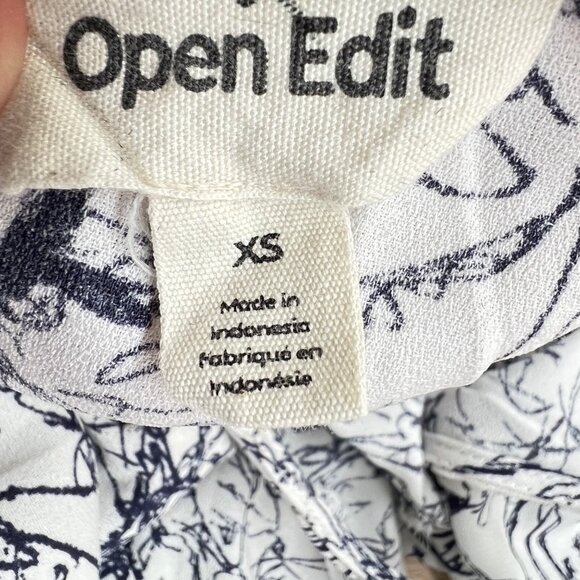 Open Edit
XS
Made in
Indonesia
Fabriqué en
Indonésie